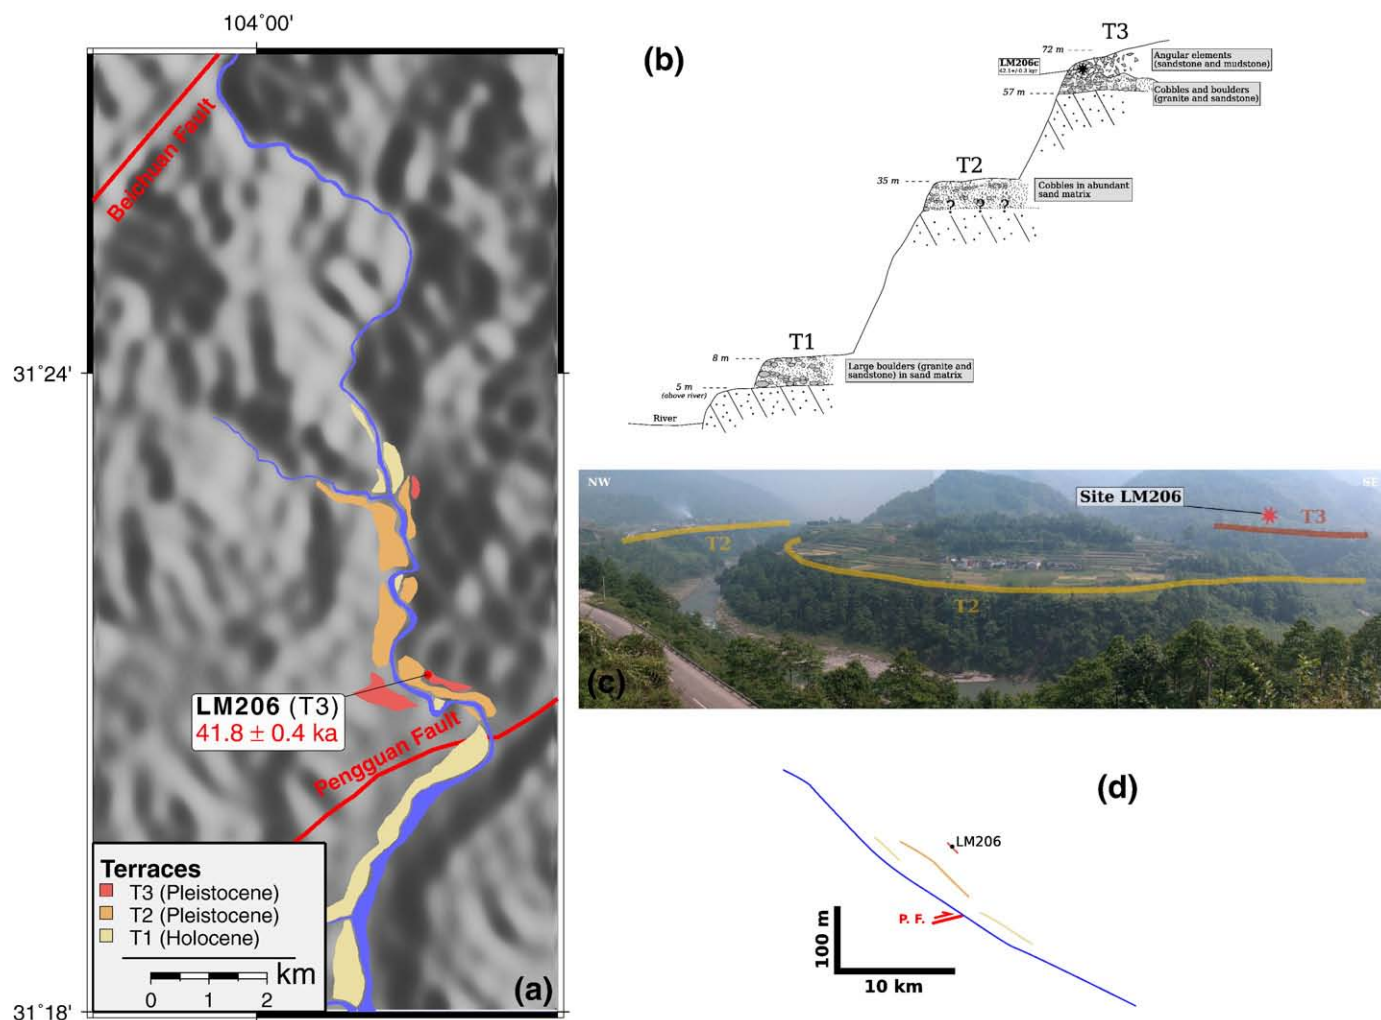 104°00'
Beichuan Fault
31°24'
LM206 (T3)
41.8 ± 0.4 ka
Pengguan Fault
Terraces
T3 (Pleistocene)
T2 (Pleistocene)
T1 (Holocene)
km
0 1 2
(a)
31°18'
(b)
T3
72 m
LM206c
Angular elements
(sandstone and mudstone)
57 m
Cobbles and boulders
(granite and sandstone)
T2
35 m
Cobbles in abundant
sand matrix
? ? ?
T1
8 m
Large boulders (granite and
sandstone) in sand matrix
5 m
(above river)
River
NW
SE
Site LM206
T3
T2
T2
(c)
(d)
LM206
P. F.
100 m
10 km